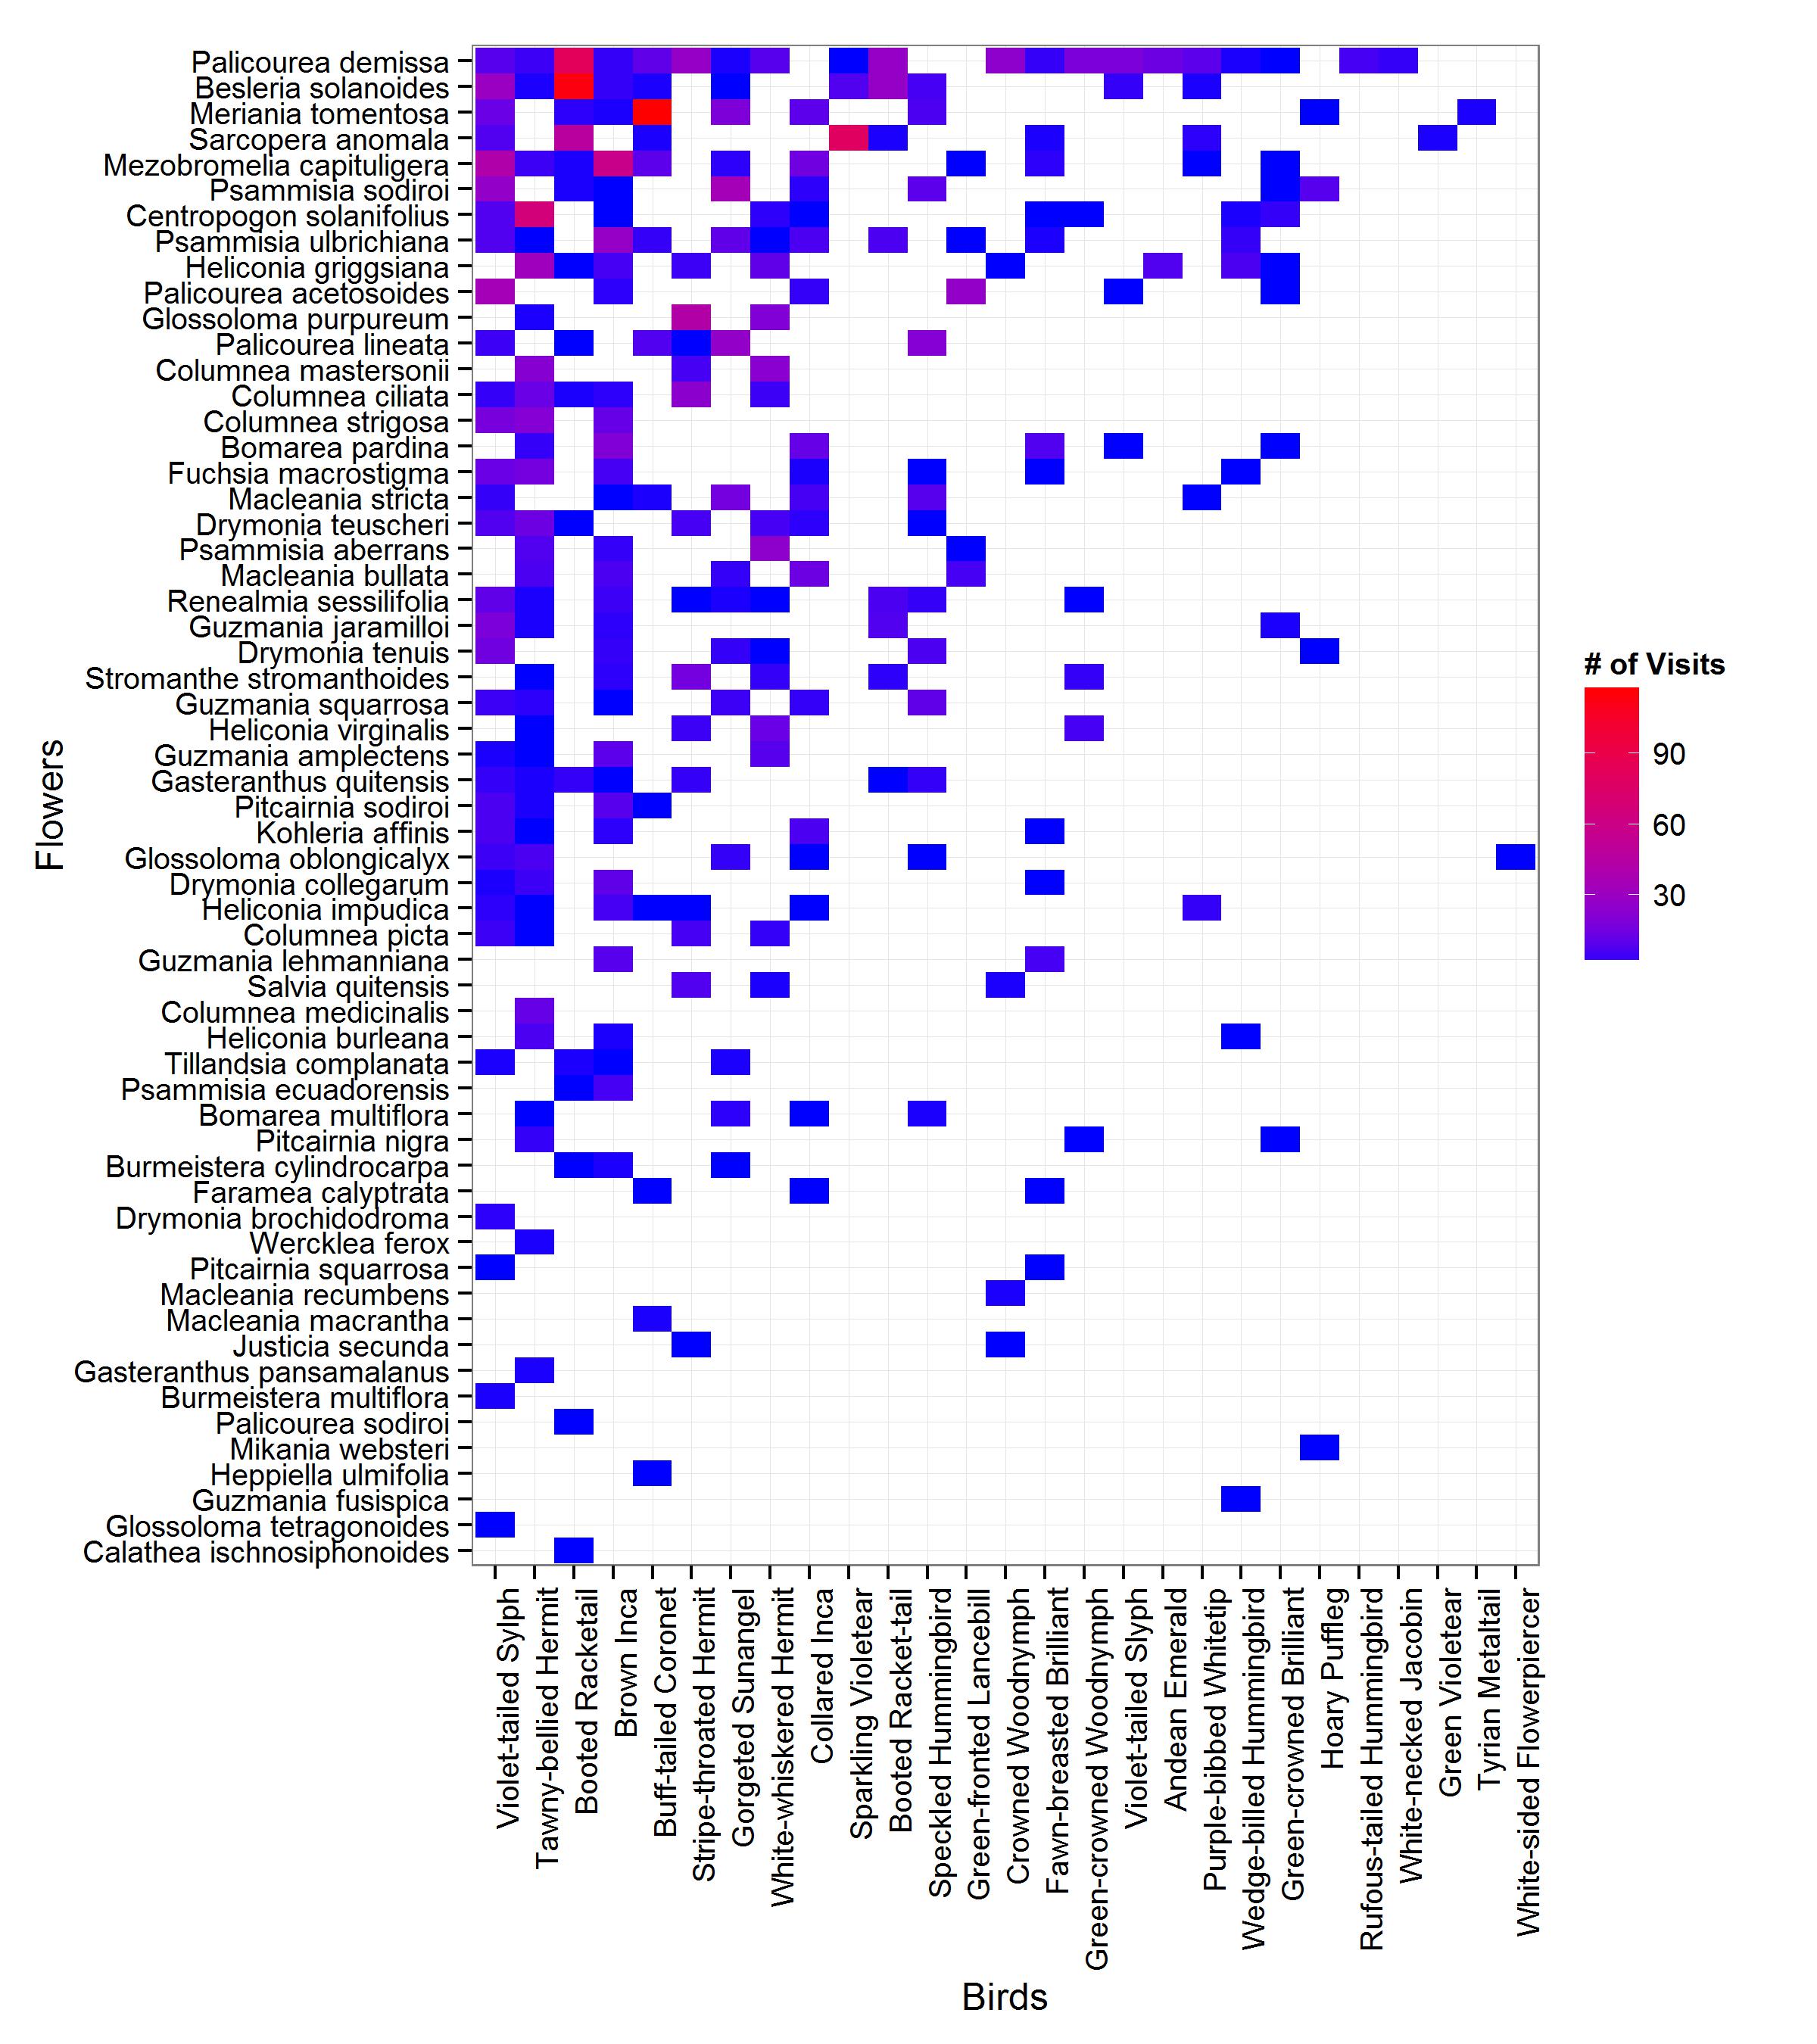 Palicourea demissa
Besleria solanoides
Meriania tomentosa
Sarcopera anomala
Mezobromelia capituligera
Psammisia sodiroi
Centropogon solanifolius
Psammisia ulbrichiana
Heliconia griggsiana
Palicourea acetosoides
Glossoloma purpureum
Palicourea lineata
Columnea mastersonii
Columnea ciliata
Columnea strigosa
Bomarea pardina
Fuchsia macrostigma
Macleania stricta
Drymonia teuscheri
Psammisia aberrans
Macleania bullata
Renealmia sessilifolia
Guzmania jaramilloi
Drymonia tenuis
Stromanthe stromanthoides
Guzmania squarrosa
Heliconia virginalis
Guzmania amplectens
Gasteranthus quitensis
Pitcairnia sodiroi
Kohleria affinis
Glossoloma oblongicalyx
Drymonia collegarum
Heliconia impudica
Columnea picta
Guzmania lehmanniana
Salvia quitensis
Columnea medicinalis
Heliconia burleana
Tillandsia complanata
Psammisia ecuadorensis
Bomarea multiflora
Pitcairnia nigra
Burmeistera cylindrocarpa
Faramea calyptrata
Drymonia brochidodroma
Wercklea ferox
Pitcairnia squarrosa
Macleania recumbens
Macleania macrantha
Justicia secunda
Gasteranthus pansamalanus
Burmeistera multiflora
Palicourea sodiroi
Mikania websteri
Heppiella ulmifolia
Guzmania fusispica
Glossoloma tetragonoides
Calathea ischnosiphonoides
Flowers
Violet-tailed Sylph
Tawny-bellied Hermit
Booted Racketail
Brown Inca
Buff-tailed Coronet
Stripe-throated Hermit
Gorgeted Sunangel
White-whiskered Hermit
Collared Inca
Sparkling Violetear
Booted Racket-tail
Speckled Hummingbird
Green-fronted Lancebill
Crowned Woodnymph
Fawn-breasted Brilliant
Green-crowned Woodnymph
Violet-tailed Slyph
Andean Emerald
Purple-bibbed Whitetip
Wedge-billed Hummingbird
Green-crowned Brilliant
Hoary Puffleg
Rufous-tailed Hummingbird
White-necked Jacobin
Green Violetear
Tyrian Metaltail
White-sided Flowerpiercer
Birds
# of Visits
90
60
30